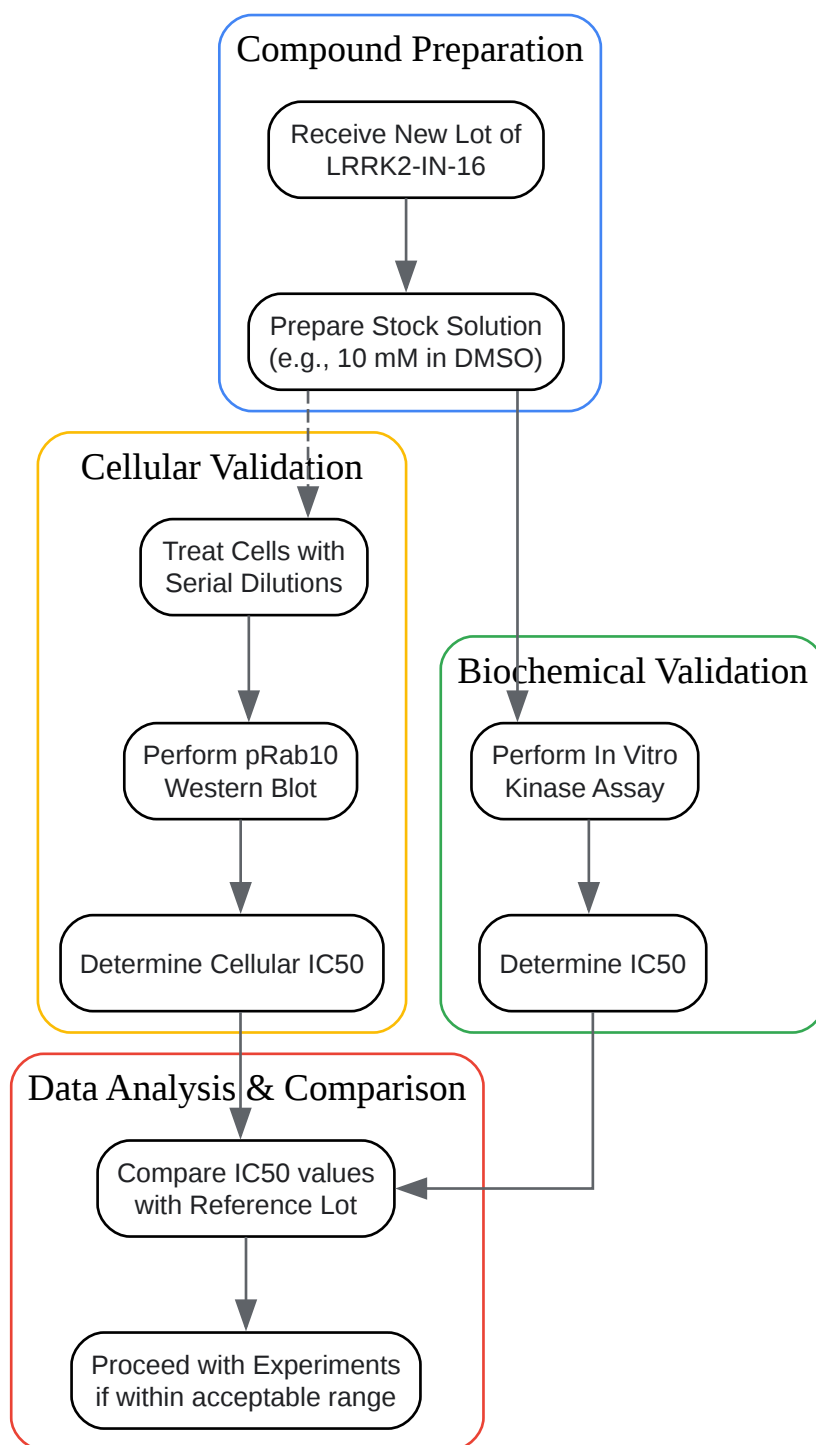 Compound Preparation
Receive New Lot of
LRRK2-IN-16
Prepare Stock Solution
(e.g., 10 mM in DMSO)
Cellular Validation
Treat Cells with
Serial Dilutions
Perform pRab10
Western Blot
Determine Cellular IC50
Biochemical Validation
Perform In Vitro
Kinase Assay
Determine IC50
Data Analysis & Comparison
Compare IC50 values
with Reference Lot
Proceed with Experiments
if within acceptable range